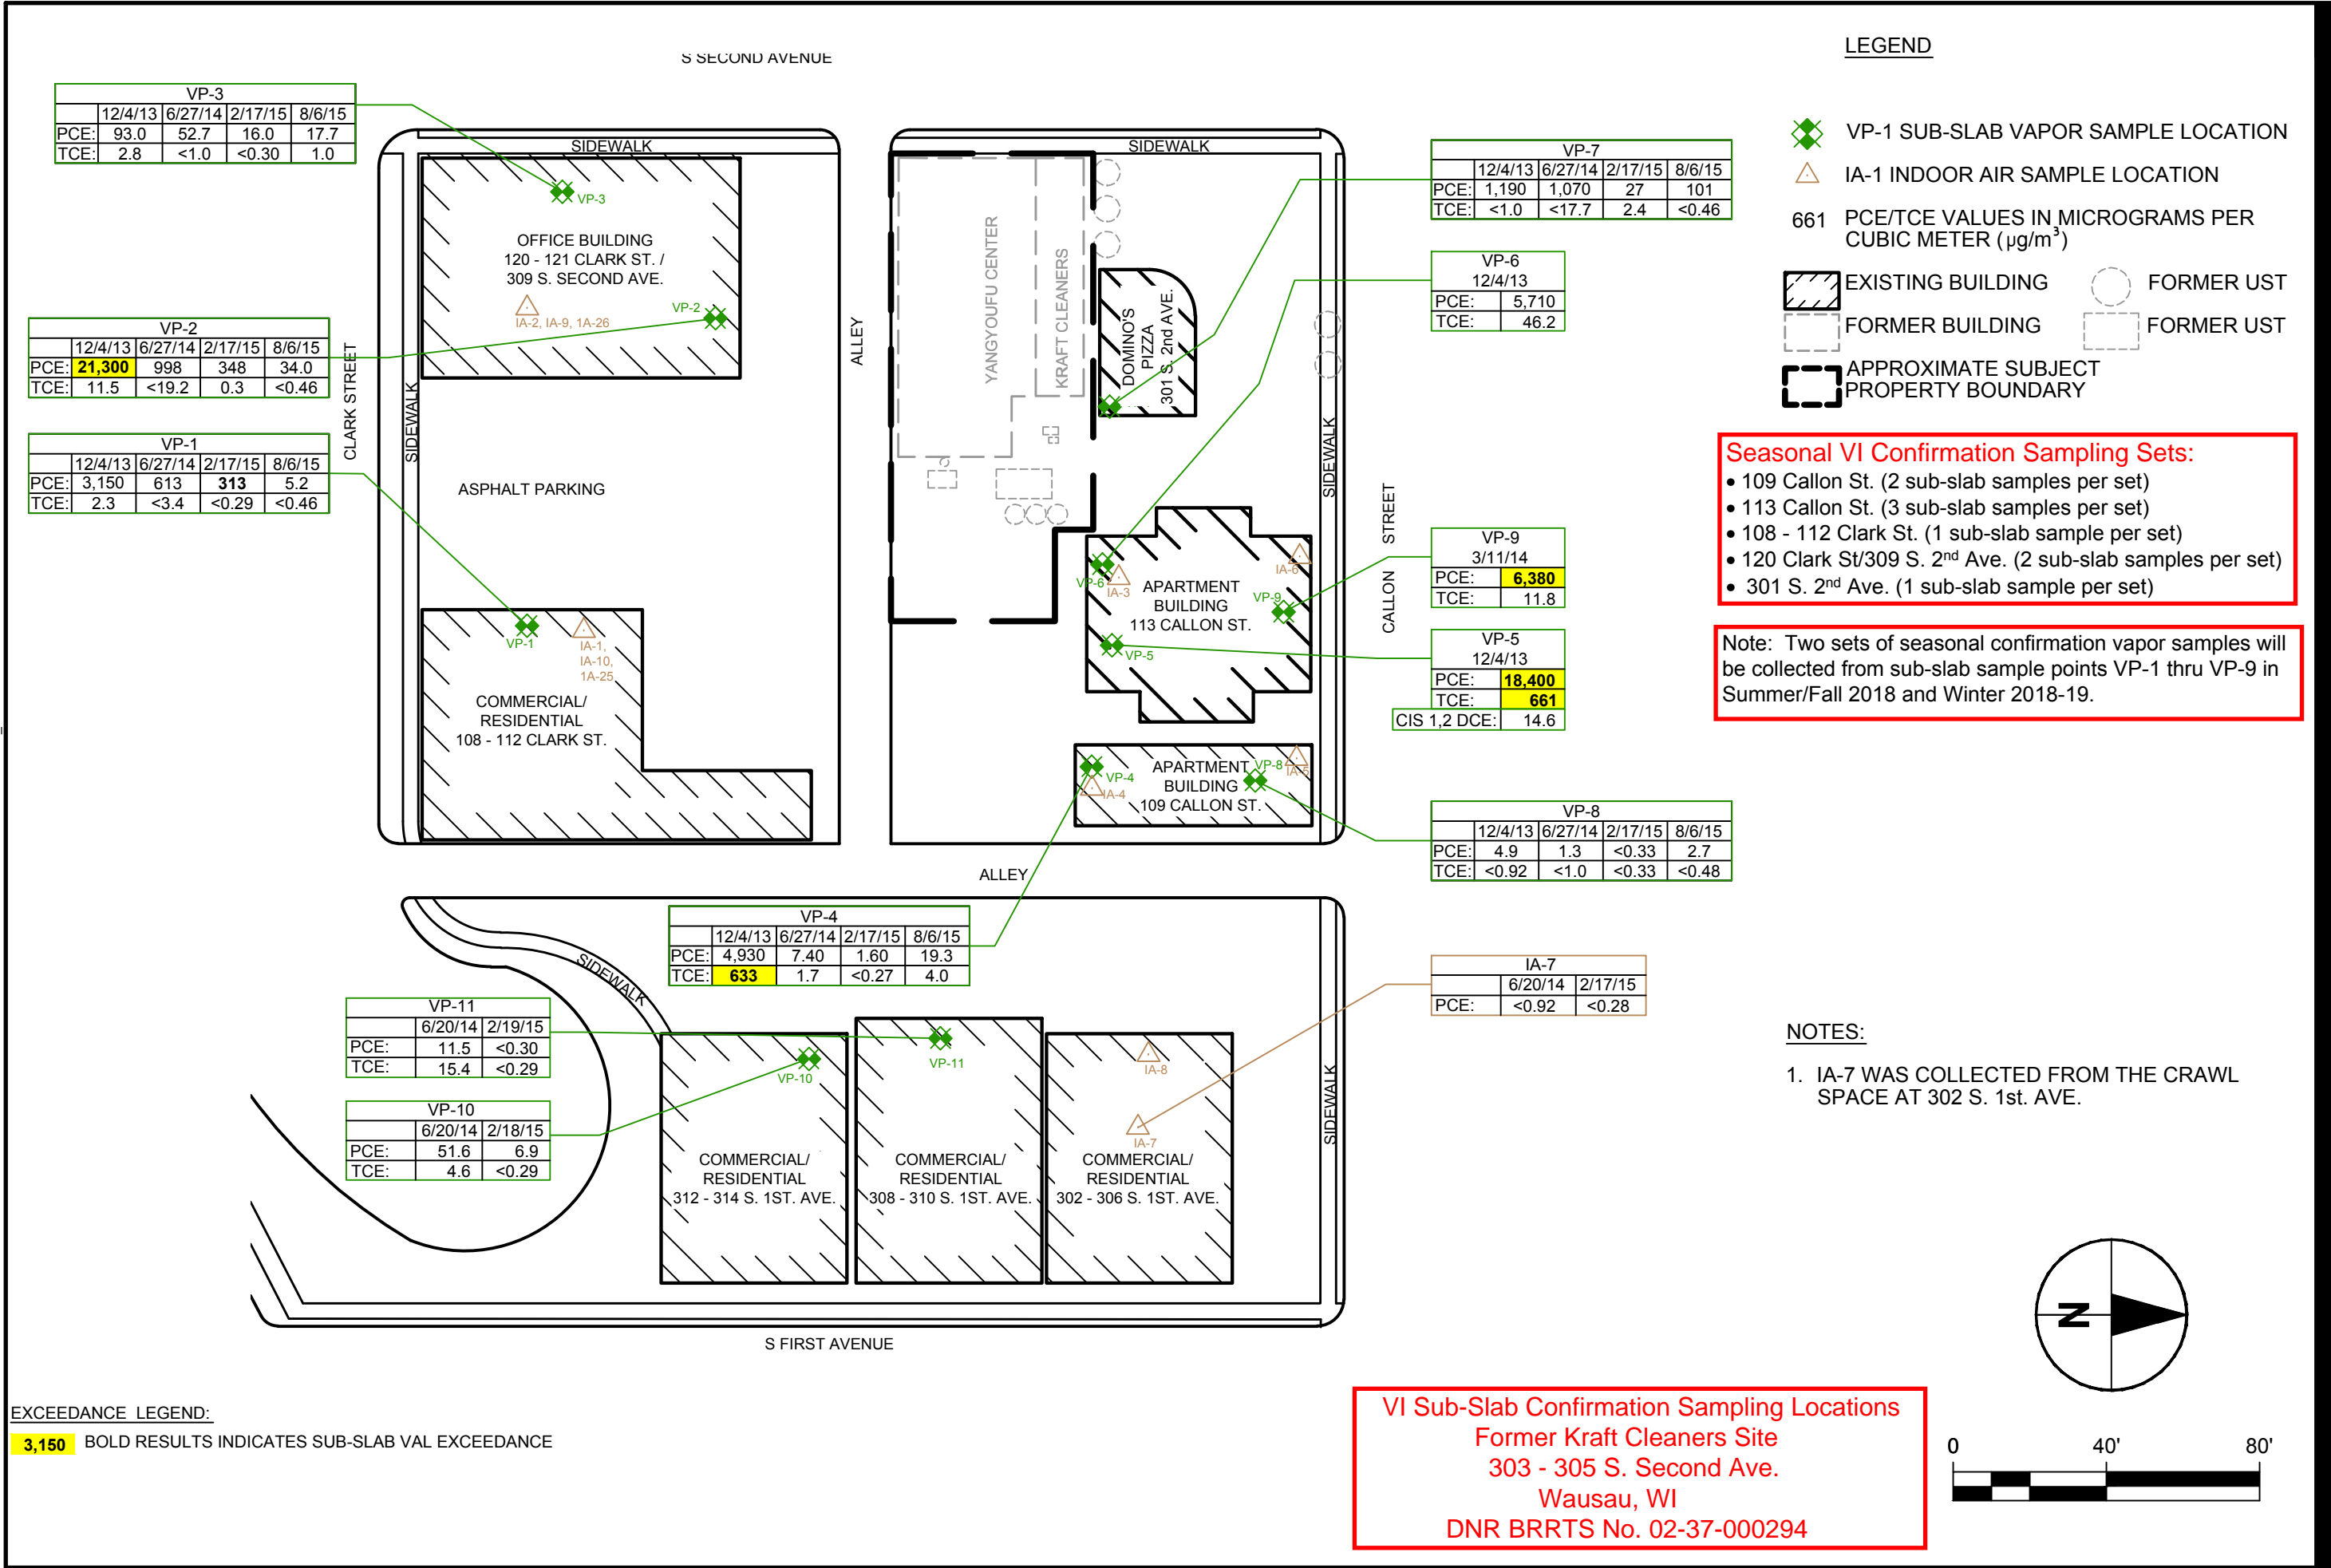 S SECOND AVENUE
VP-3
12/4/13 6/27/14 2/17/15 8/6/15
PCE: 93.0 52.7 16.0 17.7
TCE: 2.8 <1.0 <0.30 1.0
VP-2
12/4/13 6/27/14 2/17/15 8/6/15
PCE: 21,300 998 348 34.0
TCE: 11.5 <19.2 0.3 <0.46
VP-1
12/4/13 6/27/14 2/17/15 8/6/15
PCE: 3,150 613 313 5.2
TCE: 2.3 <3.4 <0.29 <0.46
CLARK STREET
SIDEWALK
SIDEWALK
VP-3
OFFICE BUILDING
120 - 121 CLARK ST. /
309 S. SECOND AVE.
IA-2, IA-9, 1A-26
VP-2
ASPHALT PARKING
VP-1
IA-1,
IA-10,
1A-25
COMMERCIAL/
RESIDENTIAL
108 - 112 CLARK ST.
ALLEY
SIDEWALK
YANGYOUFU CENTER
KRAFT CLEANERS
DOMINO'S
PIZZA
301 S. 2nd AVE.
SIDEWALK
CALLON STREET
VP-6
IA-3
IA-6
APARTMENT
BUILDING
113 CALLON ST.
VP-9
VP-5
VP-4
IA-4
APARTMENT
BUILDING
109 CALLON ST.
VP-8
IA-5
ALLEY
VP-7
12/4/13 6/27/14 2/17/15 8/6/15
PCE: 1,190 1,070 27 101
TCE: <1.0 <17.7 2.4 <0.46
VP-6
12/4/13
PCE: 5,710
TCE: 46.2
VP-9
3/11/14
PCE: 6,380
TCE: 11.8
VP-5
12/4/13
PCE: 18,400
TCE: 661
CIS 1,2 DCE: 14.6
VP-8
12/4/13 6/27/14 2/17/15 8/6/15
PCE: 4.9 1.3 <0.33 2.7
TCE: <0.92 <1.0 <0.33 <0.48
VP-4
12/4/13 6/27/14 2/17/15 8/6/15
PCE: 4,930 7.40 1.60 19.3
TCE: 633 1.7 <0.27 4.0
IA-7
6/20/14 2/17/15
PCE: <0.92 <0.28
VP-11
6/20/14 2/19/15
PCE: 11.5 <0.30
TCE: 15.4 <0.29
VP-10
6/20/14 2/18/15
PCE: 51.6 6.9
TCE: 4.6 <0.29
SIDEWALK
VP-10
COMMERCIAL/
RESIDENTIAL
312 - 314 S. 1ST. AVE.
VP-11
COMMERCIAL/
RESIDENTIAL
308 - 310 S. 1ST. AVE.
IA-8
IA-7
COMMERCIAL/
RESIDENTIAL
302 - 306 S. 1ST. AVE.
SIDEWALK
S FIRST AVENUE
LEGEND
VP-1 SUB-SLAB VAPOR SAMPLE LOCATION
IA-1 INDOOR AIR SAMPLE LOCATION
661 PCE/TCE VALUES IN MICROGRAMS PER
CUBIC METER (µg/m³)
EXISTING BUILDING FORMER UST
FORMER BUILDING FORMER UST
APPROXIMATE SUBJECT
PROPERTY BOUNDARY
Seasonal VI Confirmation Sampling Sets:
• 109 Callon St. (2 sub-slab samples per set)
• 113 Callon St. (3 sub-slab samples per set)
• 108 - 112 Clark St. (1 sub-slab sample per set)
• 120 Clark St/309 S. 2nd Ave. (2 sub-slab samples per set)
• 301 S. 2nd Ave. (1 sub-slab sample per set)
Note: Two sets of seasonal confirmation vapor samples will
be collected from sub-slab sample points VP-1 thru VP-9 in
Summer/Fall 2018 and Winter 2018-19.
NOTES:
1. IA-7 WAS COLLECTED FROM THE CRAWL
SPACE AT 302 S. 1st. AVE.
N
0 40' 80'
EXCEEDANCE LEGEND:
3,150 BOLD RESULTS INDICATES SUB-SLAB VAL EXCEEDANCE
VI Sub-Slab Confirmation Sampling Locations
Former Kraft Cleaners Site
303 - 305 S. Second Ave.
Wausau, WI
DNR BRRTS No. 02-37-000294